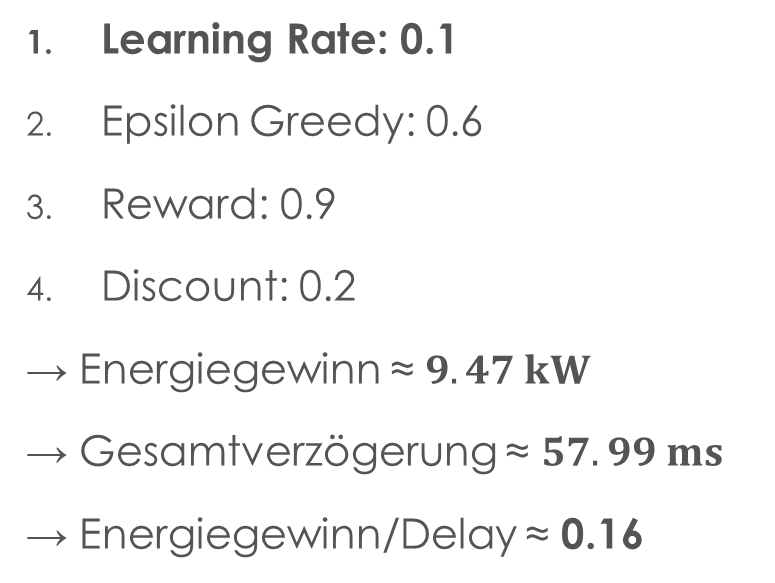 1. Learning Rate: 0.1
2. Epsilon Greedy: 0.6
3. Reward: 0.9
4. Discount: 0.2
→ Energiegewinn ≈ 9.47 kW
→ Gesamtverzögerung ≈ 57.99 ms
→ Energiegewinn/Delay ≈ 0.16